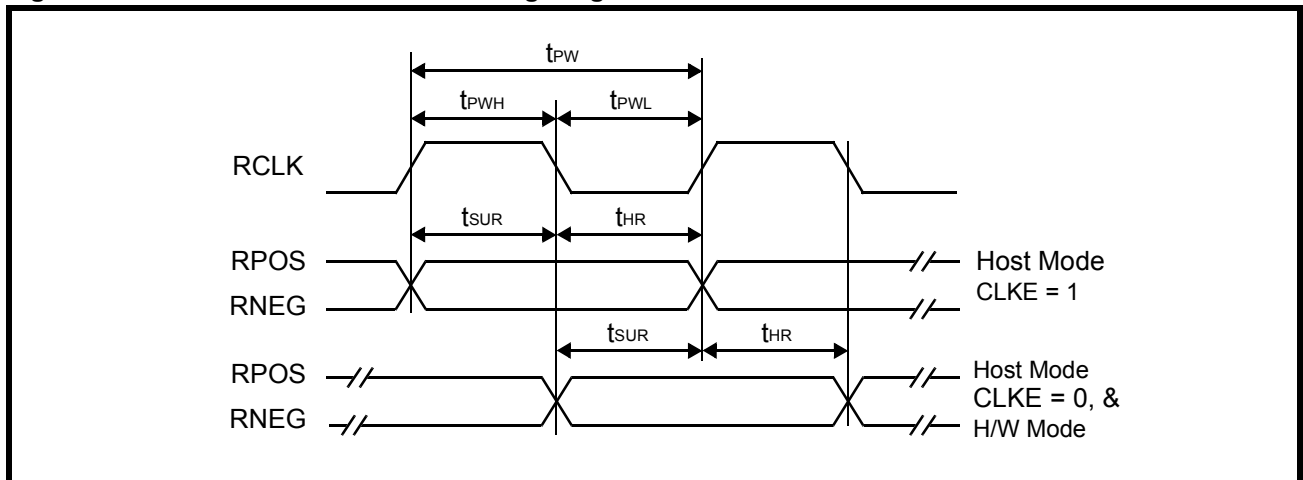 tPW
tPWH tPWL
RCLK
tSUR tHR
RPOS
RNEG
Host Mode
CLKE = 1
tSUR tHR
RPOS
RNEG
Host Mode
CLKE = 0, &
H/W Mode